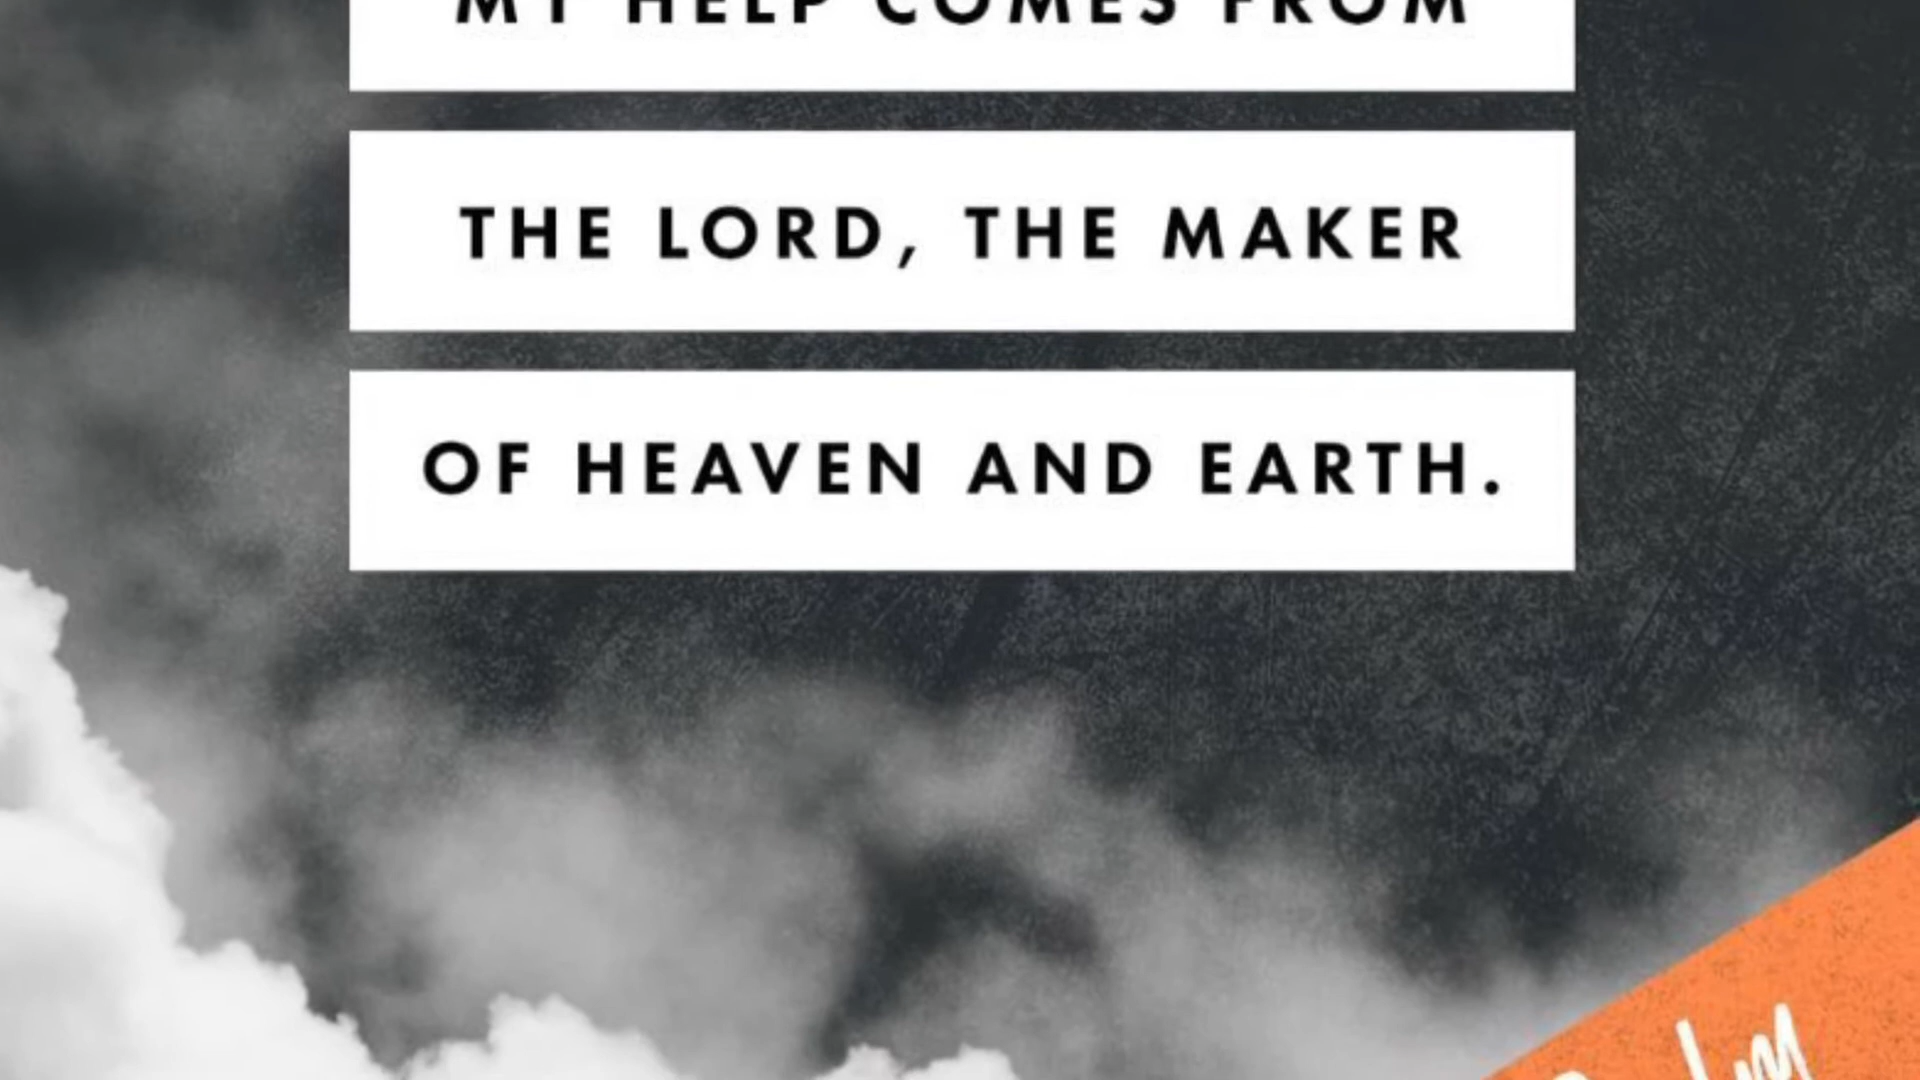 MY HELP COMES FROM
THE LORD, THE MAKER
OF HEAVEN AND EARTH.